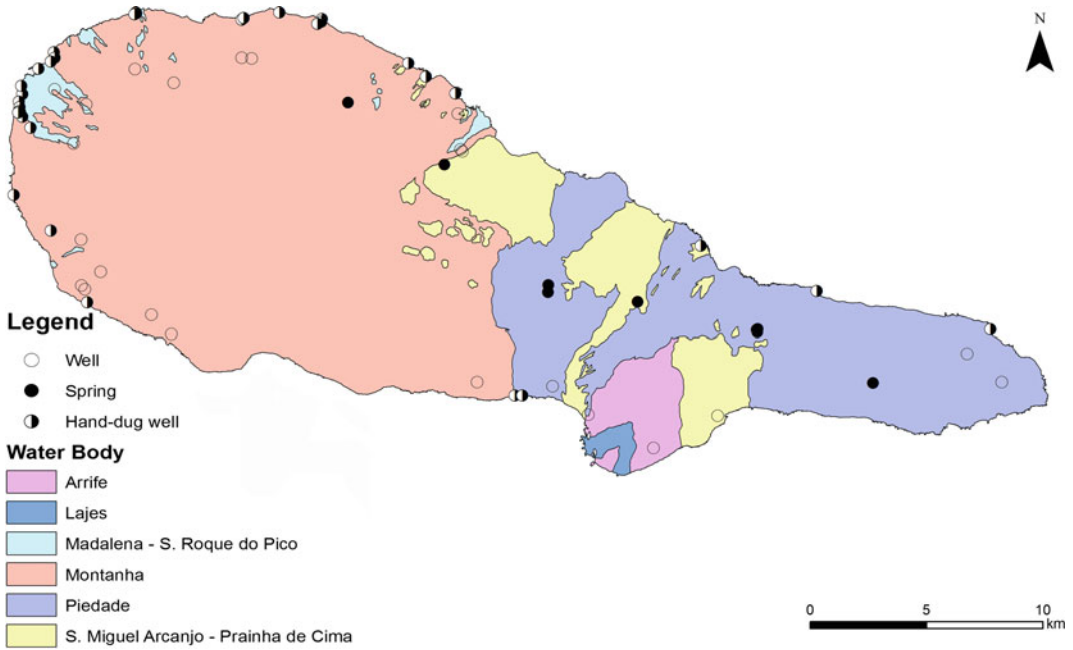 N
Legend
Well
Spring
Hand-dug well
Water Body
Arrife
Lajes
Madalena - S. Roque do Pico
Montanha
Piedade
S. Miguel Arcanjo - Prainha de Cima
0 5 10
km